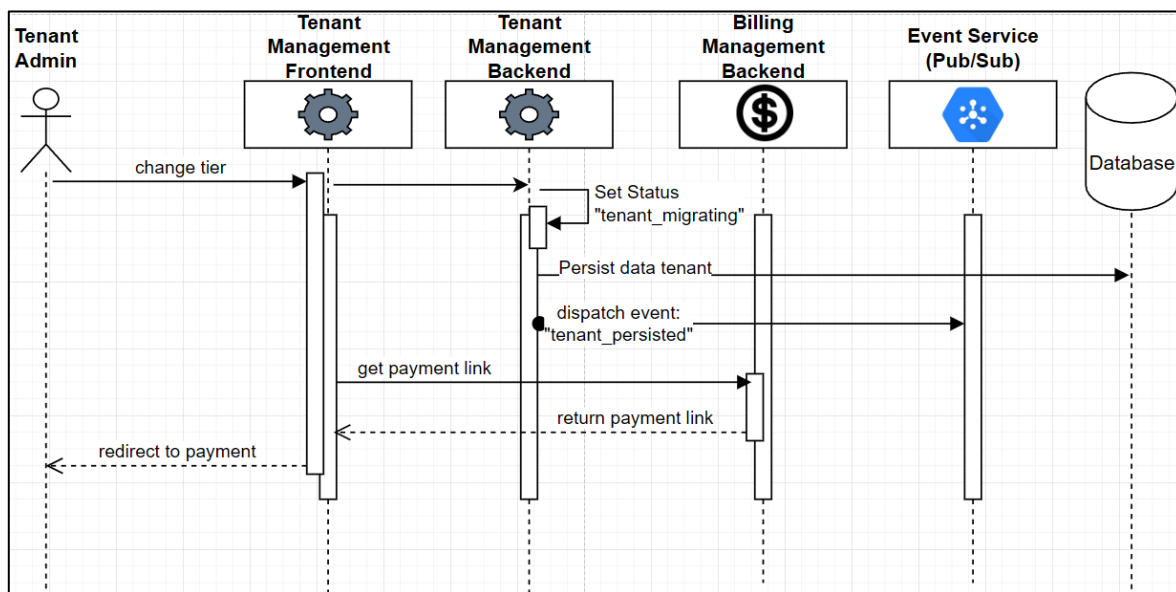 Tenant
Admin
Tenant
Management
Frontend
Tenant
Management
Backend
Billing
Management
Backend
Event Service
(Pub/Sub)
Database
change tier
Set Status
"tenant_migrating"
Persist data tenant
dispatch event:
"tenant_persisted"
get payment link
return payment link
redirect to payment